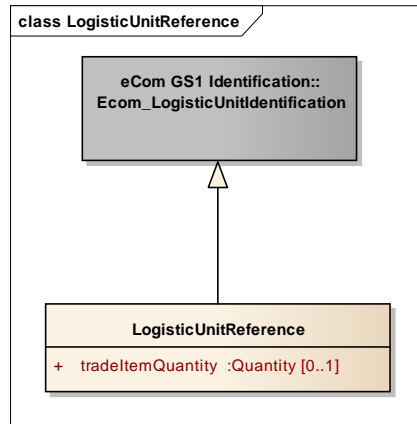 class LogisticUnitReference
eCom GS1 Identification::
Ecom_LogisticUnitIdentification
LogisticUnitReference
+ tradeItemQuantity :Quantity [0..1]